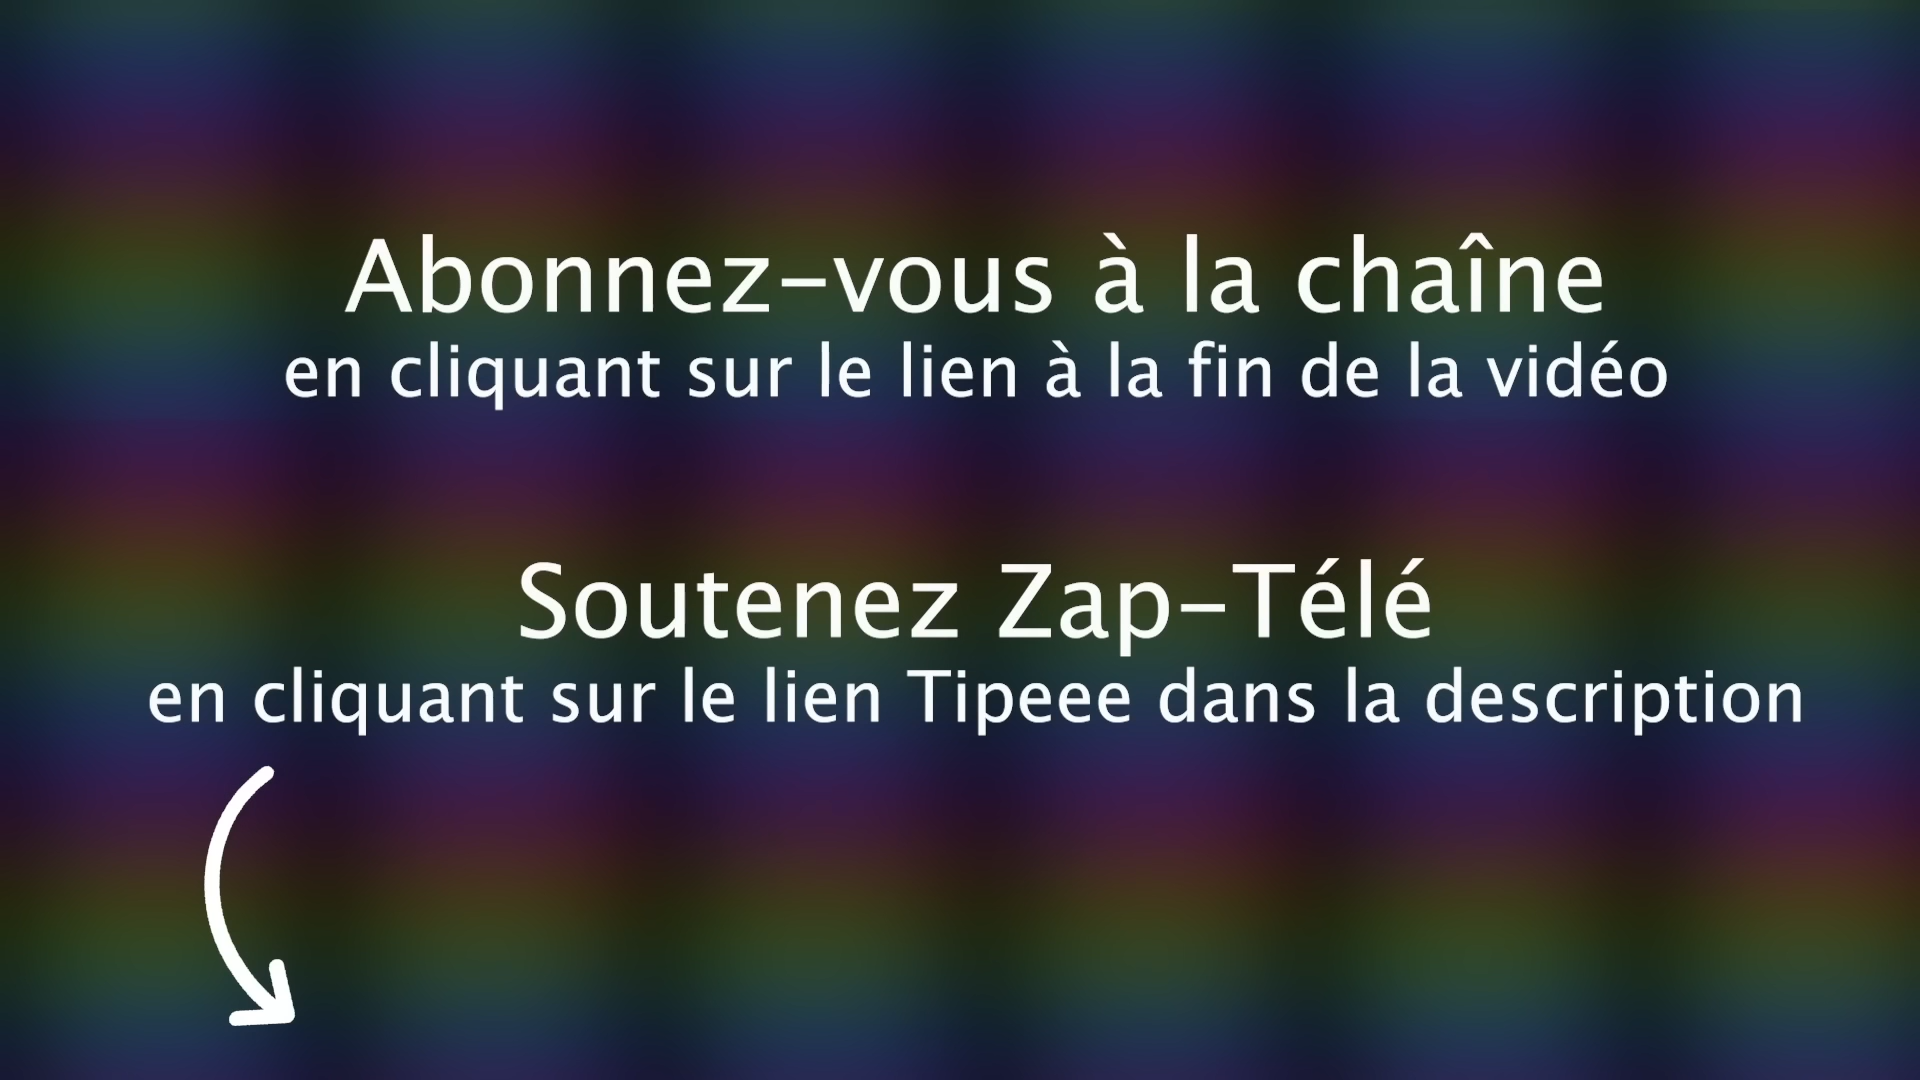 Abonnez-vous à la chaîne
en cliquant sur le lien à la fin de la vidéo
Soutenez Zap-Télé
en cliquant sur le lien Tipeee dans la description